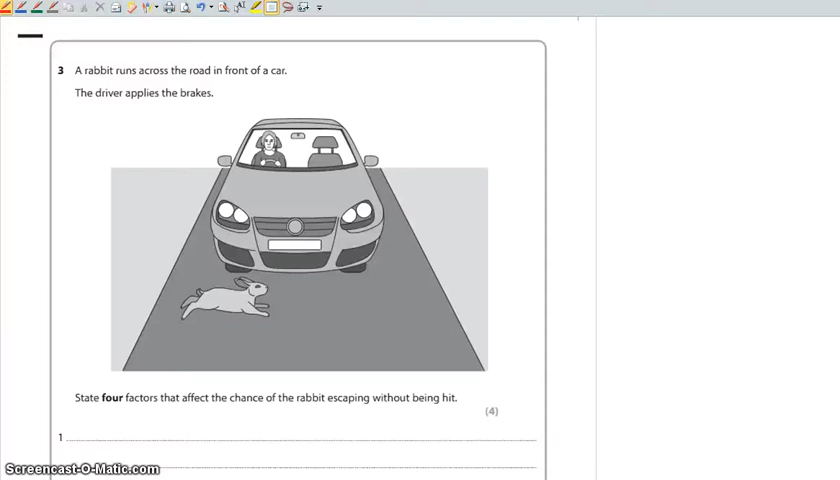 3 A rabbit runs across the road in front of a car.
The driver applies the brakes.
State four factors that affect the chance of the rabbit escaping without being hit.
(4)
1
Screencast-O-Matic.com